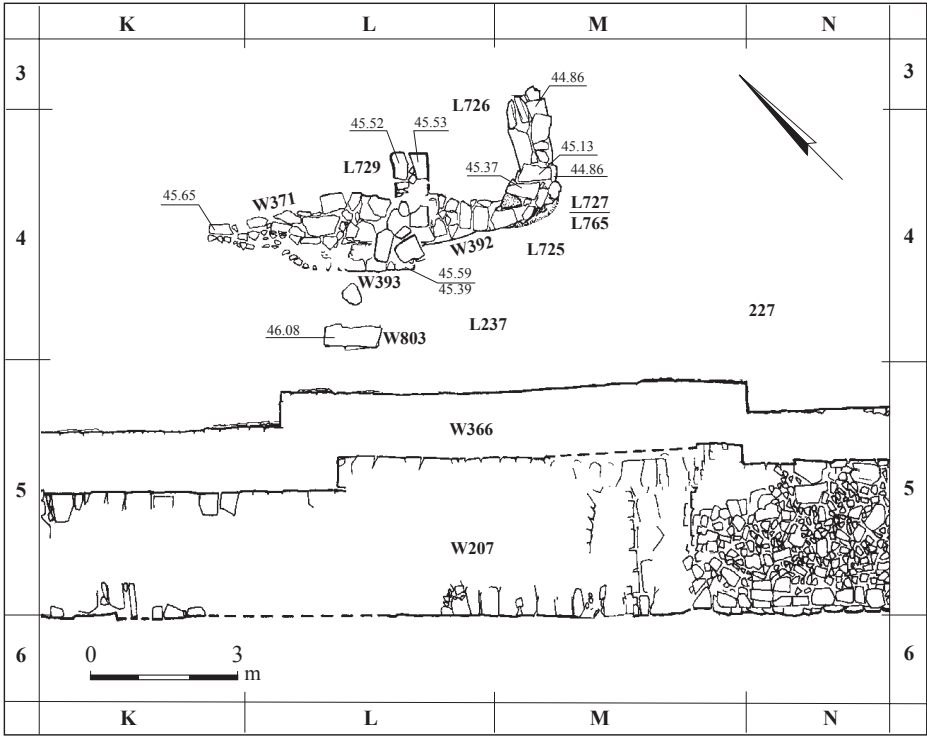 K L M N
3 3
44.86
L726
45.52 45.53
45.13
L729
45.37 44.86
45.65
W371
L727
L765
4 4
W392
L725
W393
45.59
45.39
227
L237
46.08
W803
W366
5 5
W207
0 3
m
6 6
K L M N